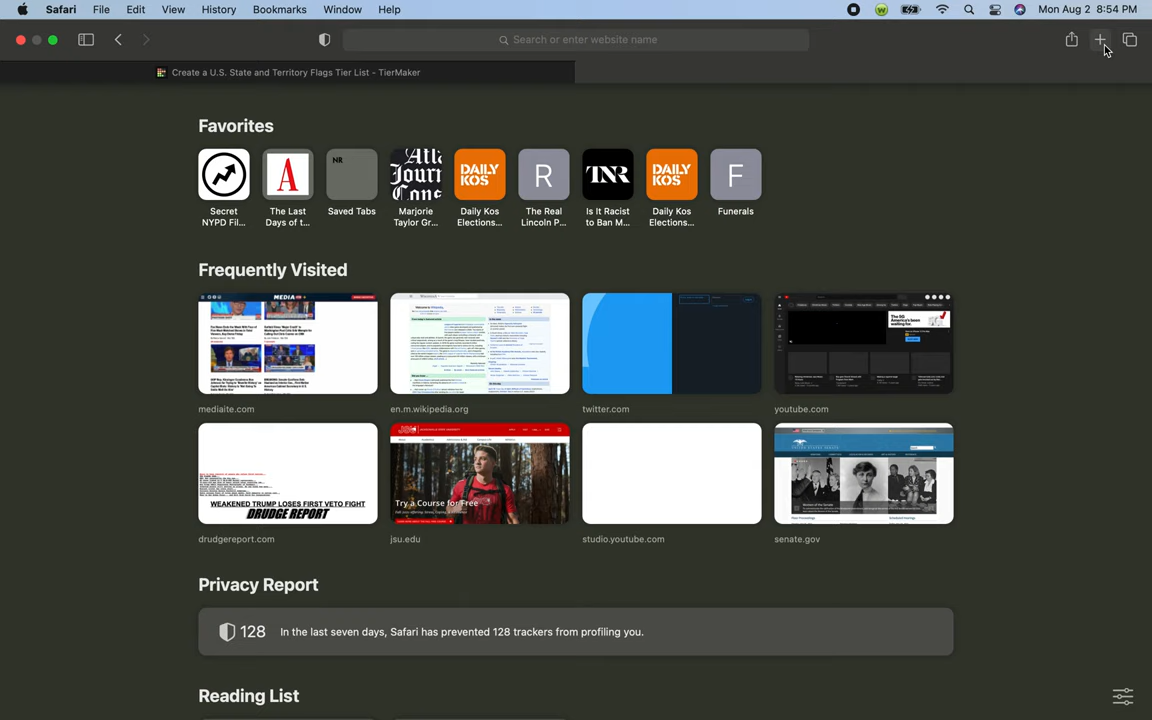 Safari File Edit View History Bookmarks Window Help Mon Aug 2 8:54 PM
Search or enter website name
Create a U.S. State and Territory Flags Tier List - TierMaker
Favorites
NR
DAILY KOS
R
TNR
DAILY KOS
F
Secret NYPD Fil...
The Last Days of t...
Saved Tabs
Marjorie Taylor Gr...
Daily Kos Elections...
The Real Lincoln P...
Is It Racist to Ban M...
Daily Kos Elections...
Funerals
Frequently Visited
mediaite.com
en.m.wikipedia.org
twitter.com
youtube.com
WEAKENED TRUMP LOSES FIRST VETO FIGHT
DRUDGE REPORT
Try a Course for Free
drudgereport.com
jsu.edu
studio.youtube.com
senate.gov
Privacy Report
128 In the last seven days, Safari has prevented 128 trackers from profiling you.
Reading List